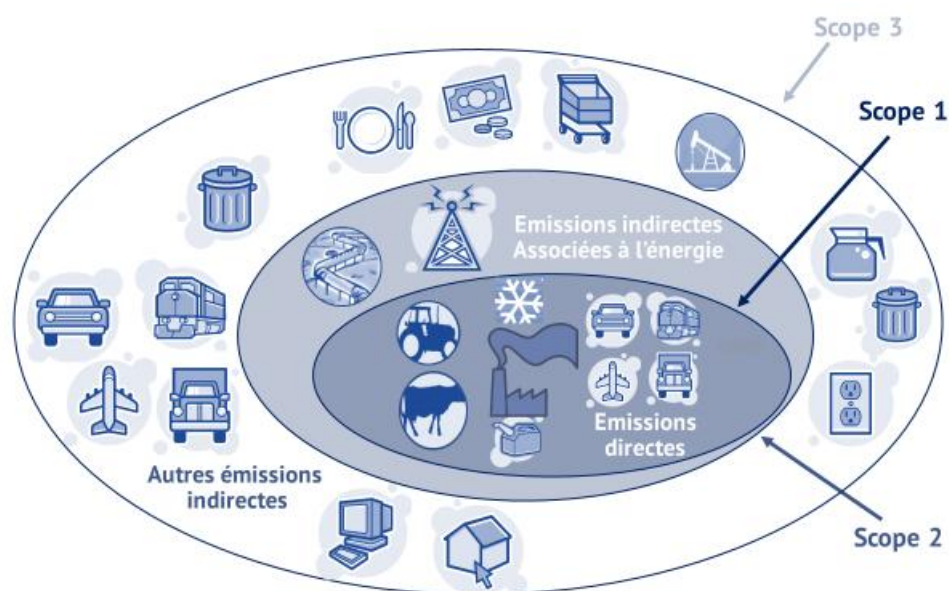 Scope 3
Scope 1
Emissions indirectes
Associées à l'énergie
Emissions
directes
Autres émissions
indirectes
Scope 2